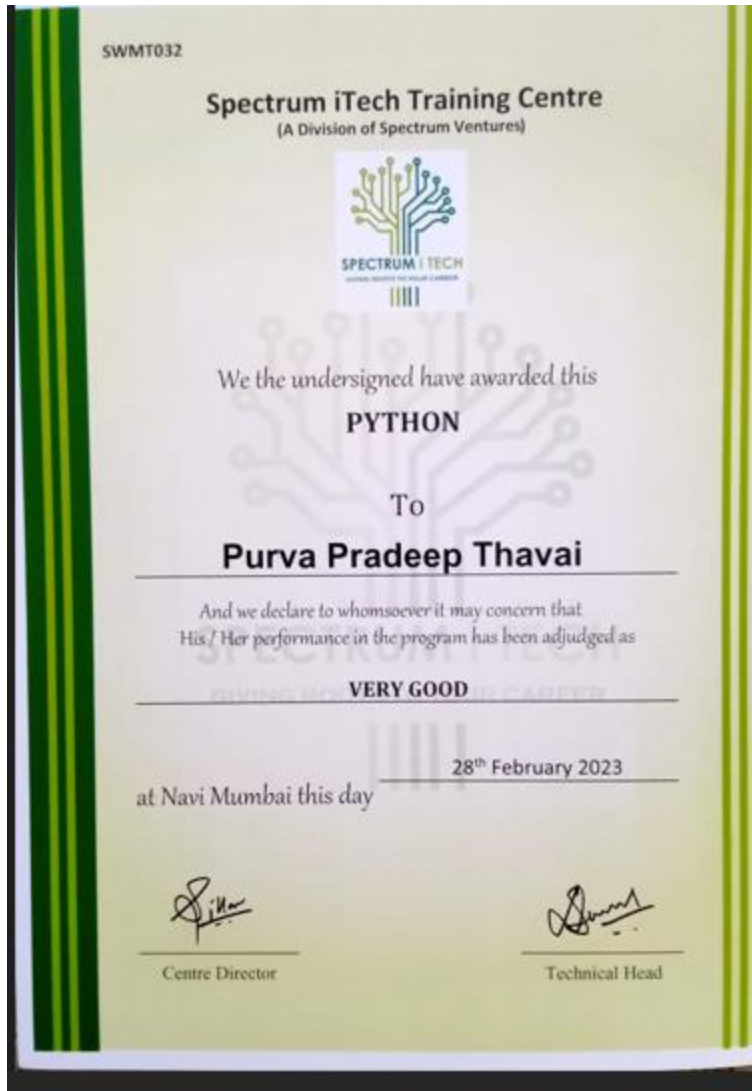 SWMT032
Spectrum iTech Training Centre
(A Division of Spectrum Ventures)
SPECTRUM i TECH
We the undersigned have awarded this
PYTHON
To
Purva Pradeep Thavai
And we declare to whomsoever it may concern that
His / Her performance in the program has been adjudged as
VERY GOOD
28th February 2023
at Navi Mumbai this day
Centre Director
Technical Head